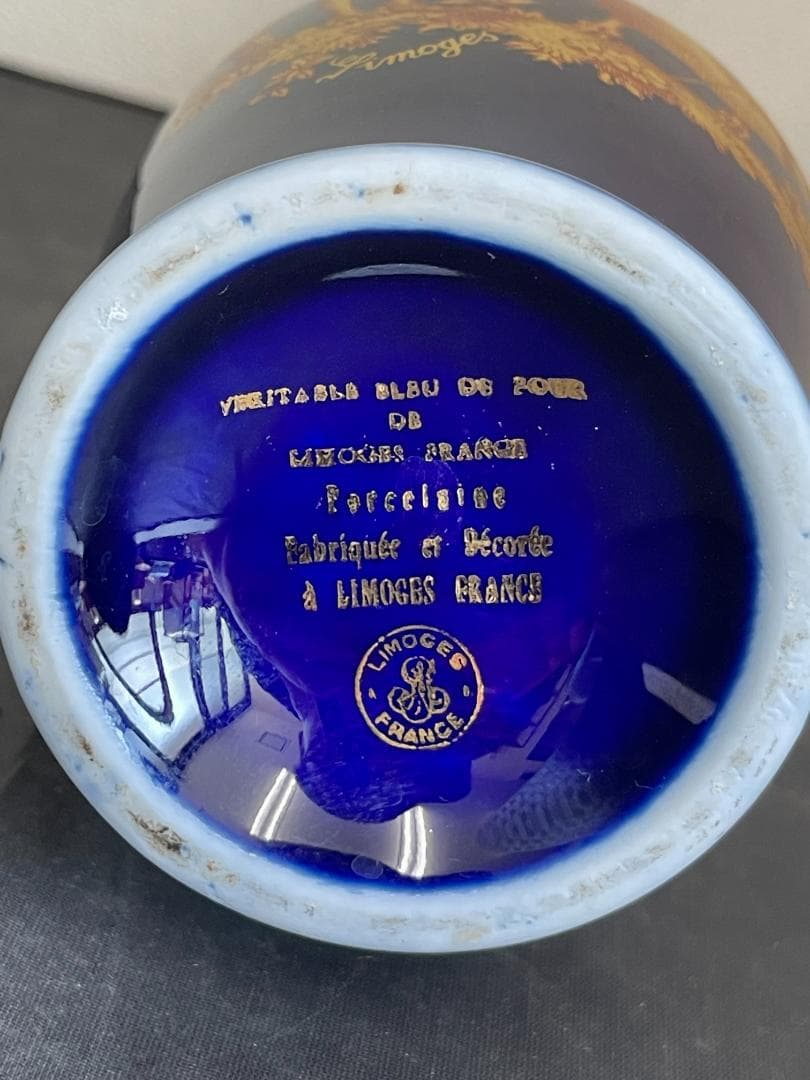 Limoges
VERITABLE BLEU DE FOUR
DE
LIMOGES FRANCE
Porcelaine
Fabriquée et Décorée
à LIMOGES FRANCE
LIMOGES
FRANCE